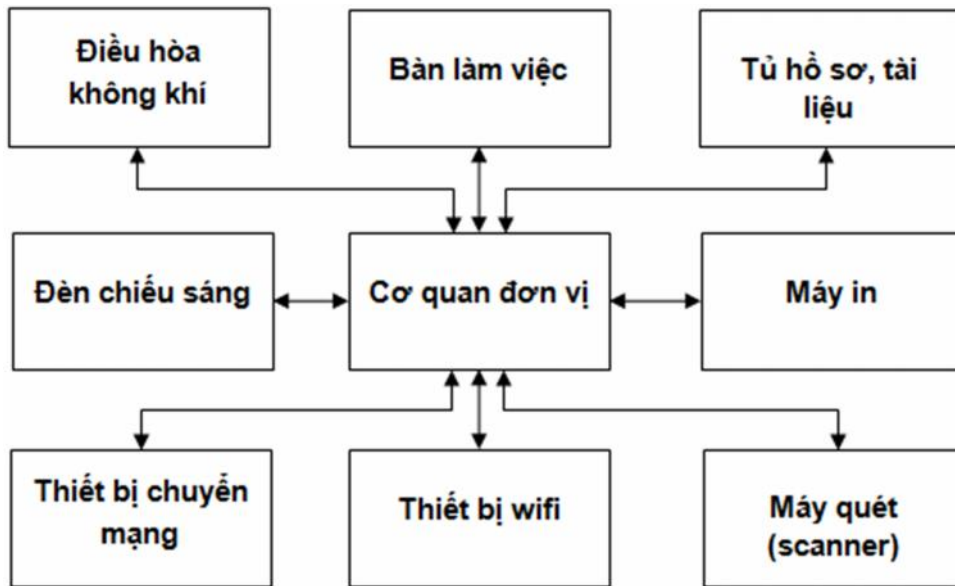 Điều hòa
không khí
Bàn làm việc
Tủ hồ sơ, tài
liệu
Đèn chiếu sáng
Cơ quan đơn vị
Máy in
Thiết bị chuyển
mạng
Thiết bị wifi
Máy quét
(scanner)